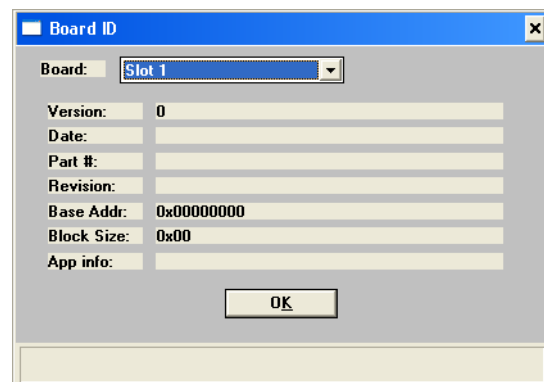 Board ID
Board: Slot 1
Version: 0
Date:
Part #:
Revision:
Base Addr: 0x00000000
Block Size: 0x00
App info:
OK